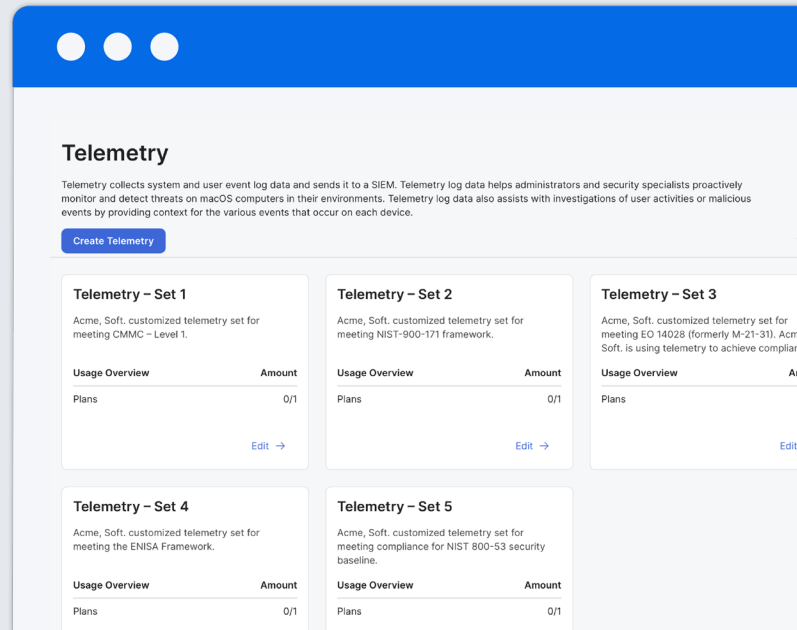 Telemetry
Telemetry collects system and user event log data and sends it to a SIEM. Telemetry log data helps administrators and security specialists proactively
monitor and detect threats on macOS computers in their environments. Telemetry log data also assists with investigations of user activities or malicious
events by providing context for the various events that occur on each device.
Create Telemetry
Telemetry – Set 1
Acme, Soft. customized telemetry set for
meeting CMMC – Level 1.
Usage Overview Amount
Plans 0/1
Edit →
Telemetry – Set 2
Acme, Soft. customized telemetry set for
meeting NIST-900-171 framework.
Usage Overview Amount
Plans 0/1
Edit →
Telemetry – Set 3
Acme, Soft. customized telemetry set for
meeting EO 14028 (formerly M-21-31). Acm
Soft. is using telemetry to achieve complian
Usage Overview A
Plans
Edit
Telemetry – Set 4
Acme, Soft. customized telemetry set for
meeting the ENISA Framework.
Usage Overview Amount
Plans 0/1
Telemetry – Set 5
Acme, Soft. customized telemetry set for
meeting compliance for NIST 800-53 security
baseline.
Usage Overview Amount
Plans 0/1